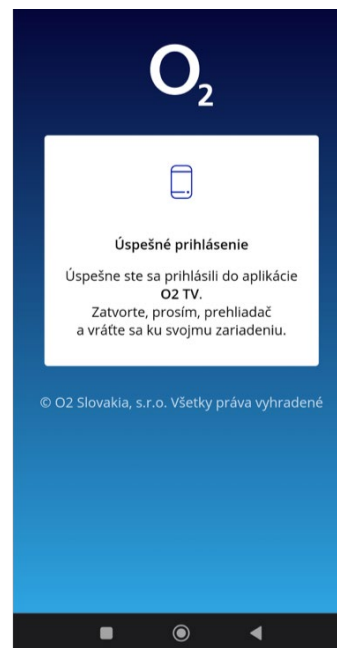 O2
Úspešné prihlásenie
Úspešne ste sa prihlásili do aplikácie
O2 TV.
Zatvorte, prosím, prehliadač
a vráťte sa ku svojmu zariadeniu.
© O2 Slovakia, s.r.o. Všetky práva vyhradené